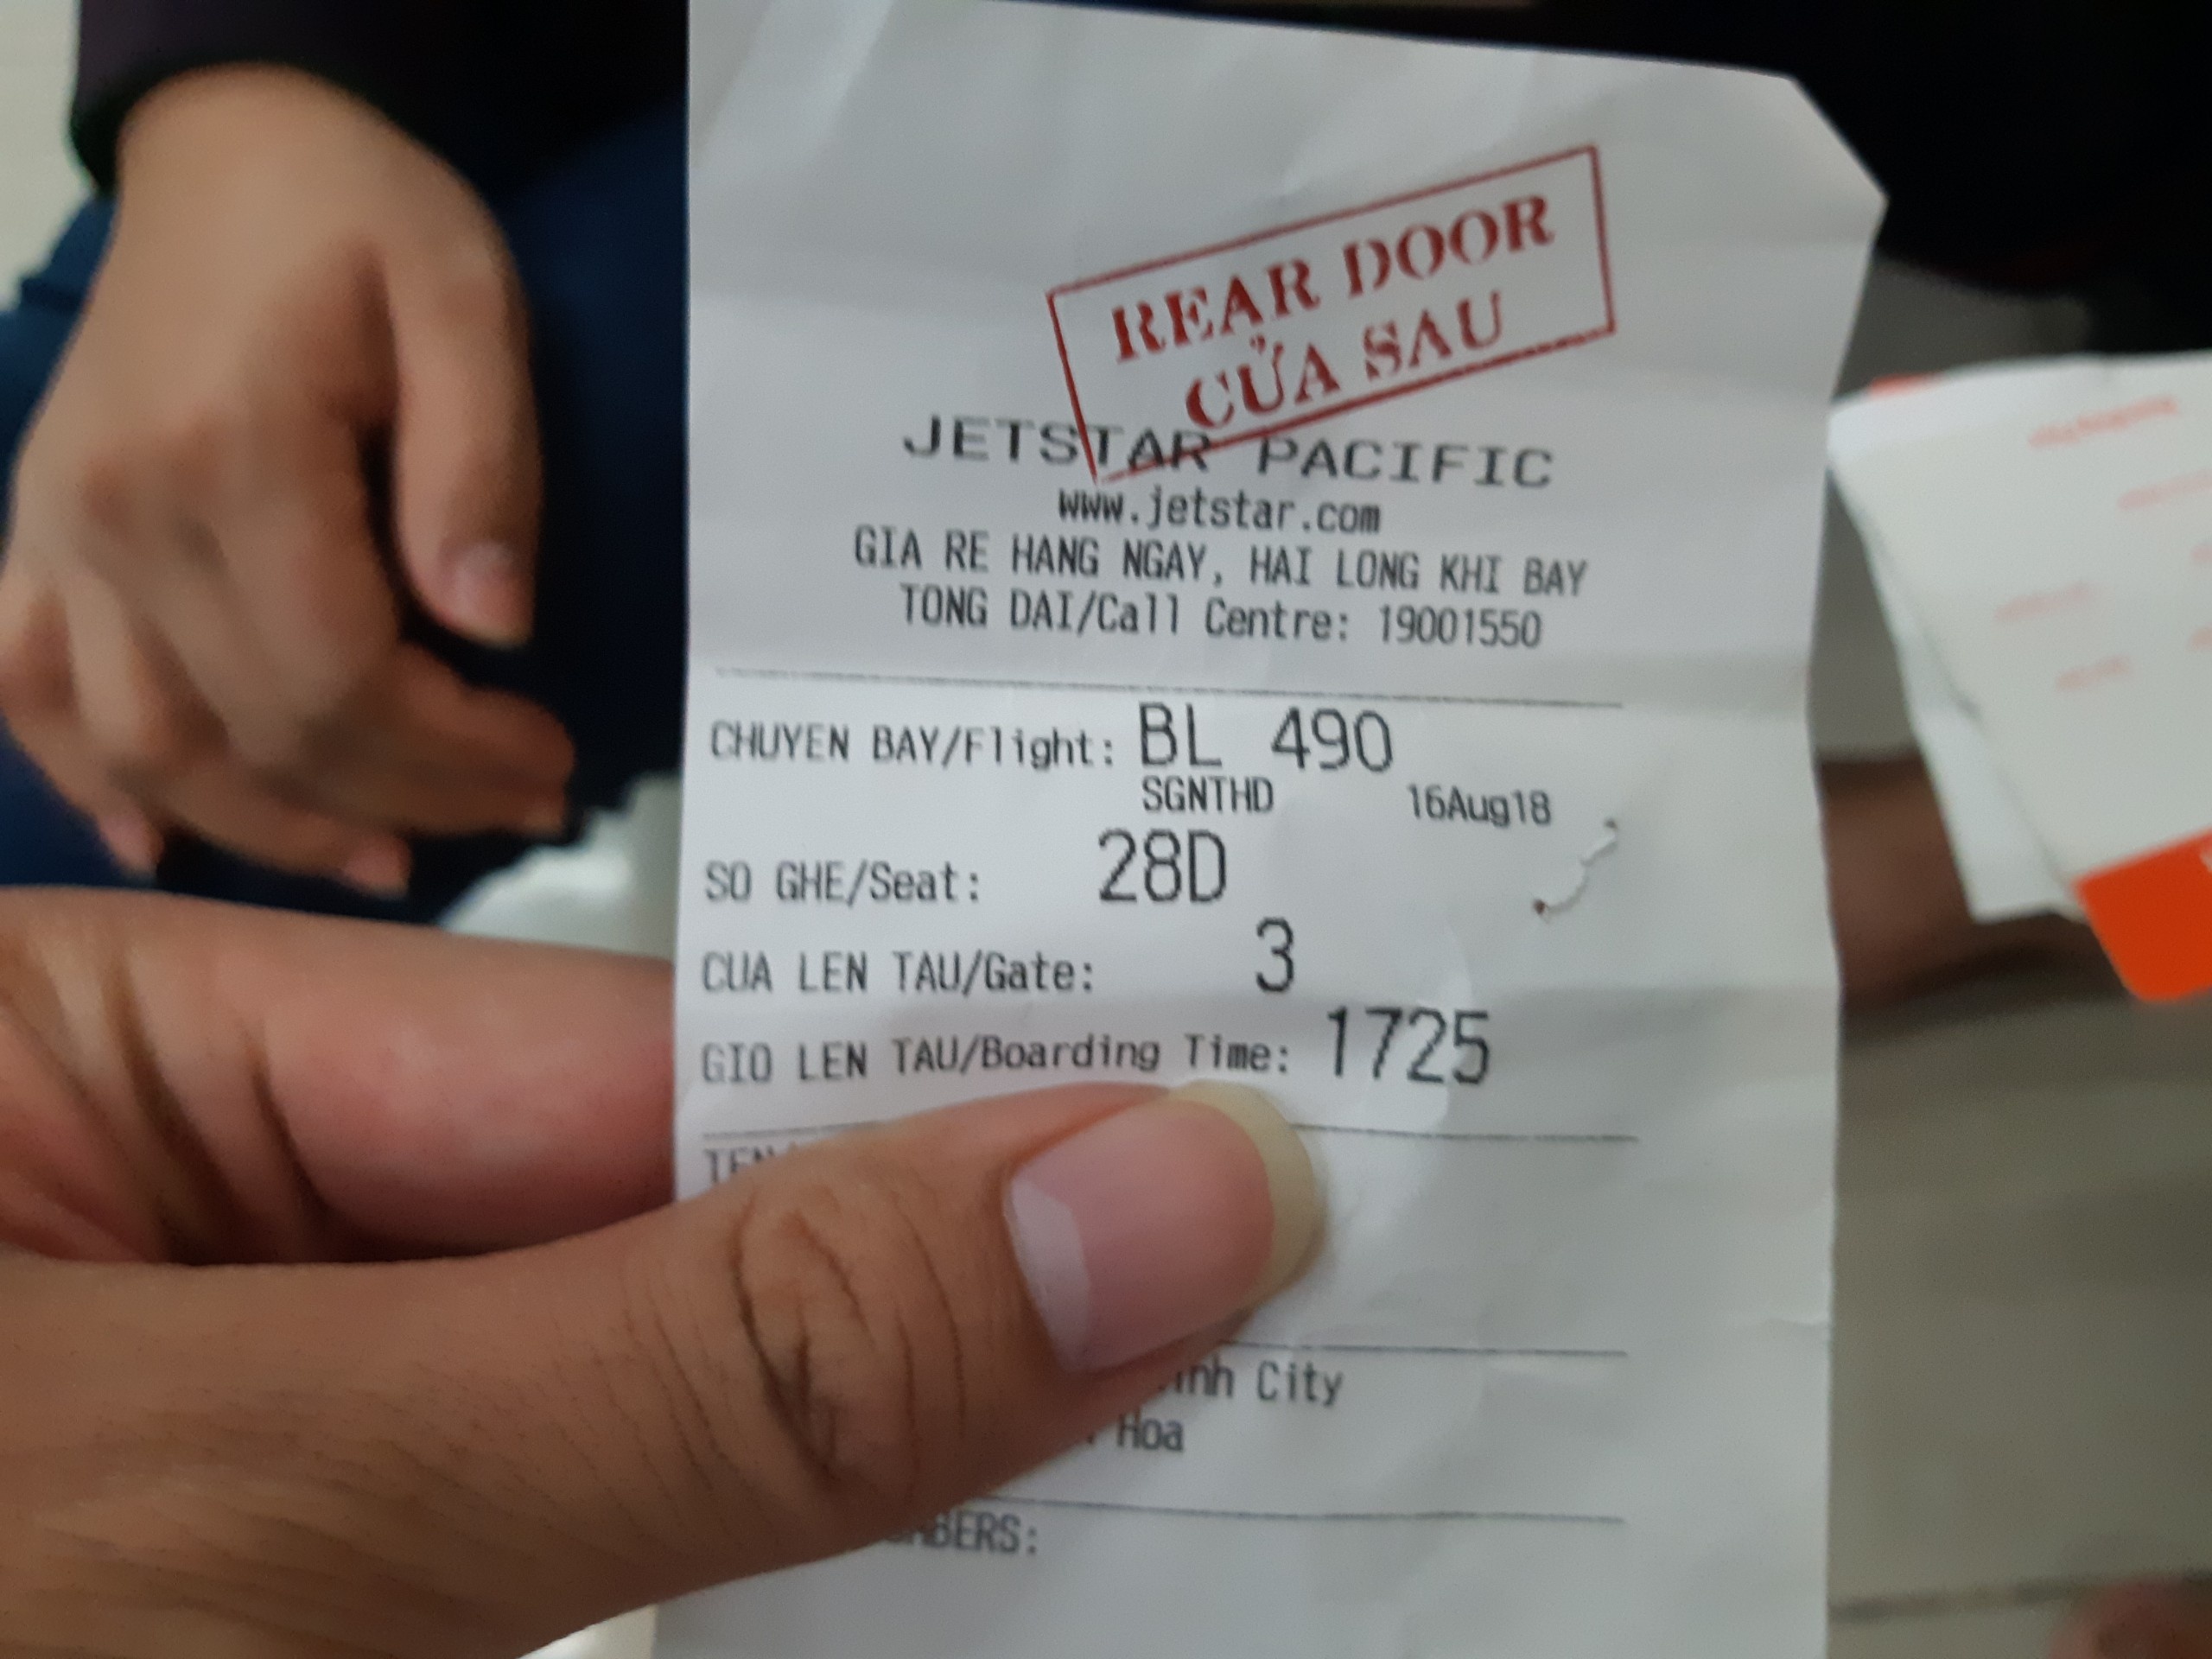 REAR DOOR
CỬA SAU
JETSTAR PACIFIC
www.jetstar.com
GIA RE HANG NGAY, HAI LONG KHI BAY
TONG DAI/Call Centre: 19001550
CHUYEN BAY/Flight: BL 490
SGNTHD 16Aug18
SO GHE/Seat: 28D
CUA LEN TAU/Gate: 3
GIO LEN TAU/Boarding Time: 1725
City
Hoa